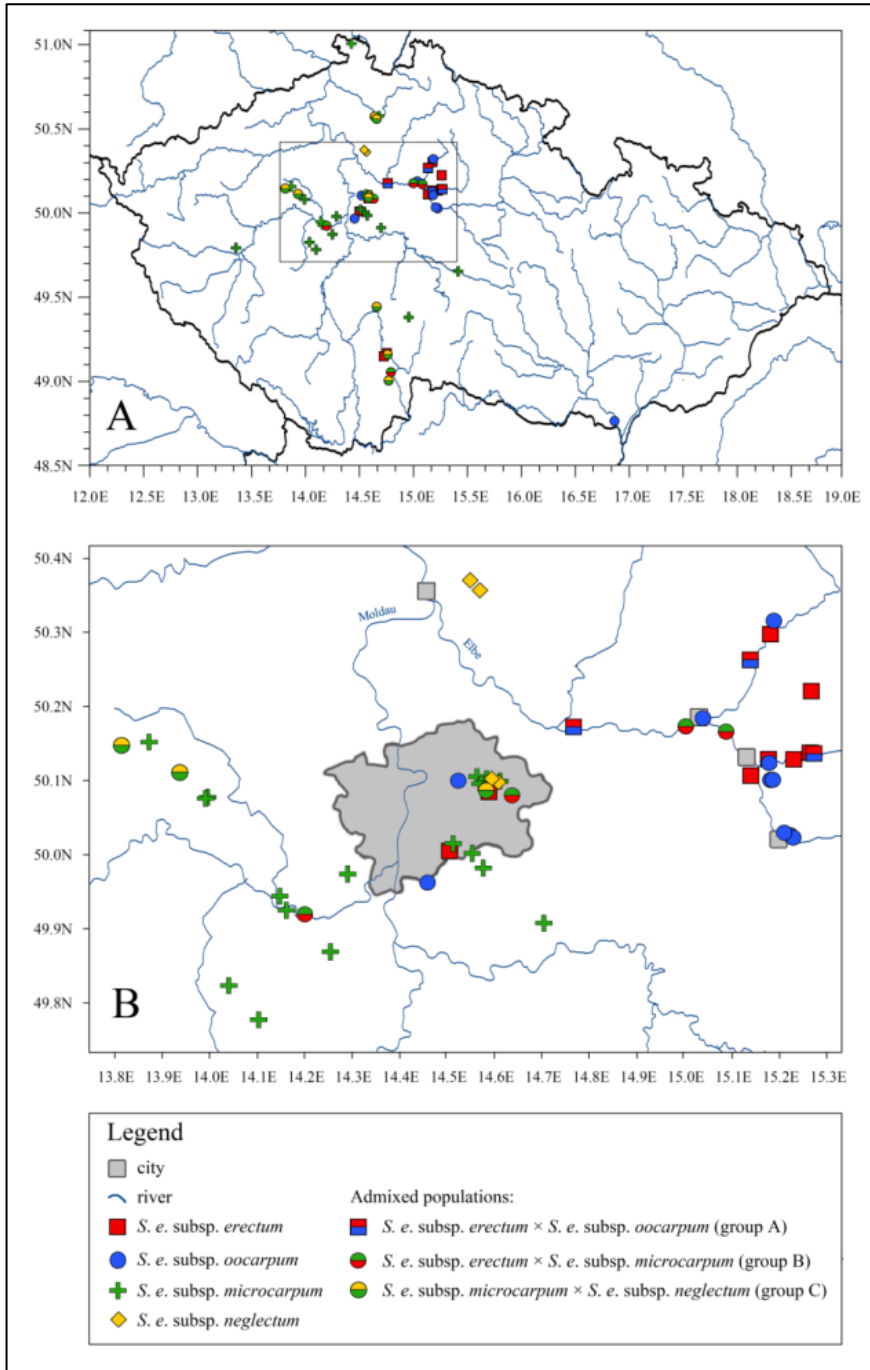 51.0N
50.5N
50.0N
49.5N
49.0N
48.5N
A
12.0E 12.5E 13.0E 13.5E 14.0E 14.5E 15.0E 15.5E 16.0E 16.5E 17.0E 17.5E 18.0E 18.5E 19.0E
50.4N
50.3N
50.2N
50.1N
50.0N
49.9N
49.8N
Moldau
Elbe
B
13.8E 13.9E 14.0E 14.1E 14.2E 14.3E 14.4E 14.5E 14.6E 14.7E 14.8E 14.9E 15.0E 15.1E 15.2E 15.3E
Legend
city
river
S. e. subsp. erectum
S. e. subsp. oocarpum
S. e. subsp. microcarpum
S. e. subsp. neglectum
Admixed populations:
S. e. subsp. erectum × S. e. subsp. oocarpum (group A)
S. e. subsp. erectum × S. e. subsp. microcarpum (group B)
S. e. subsp. microcarpum × S. e. subsp. neglectum (group C)